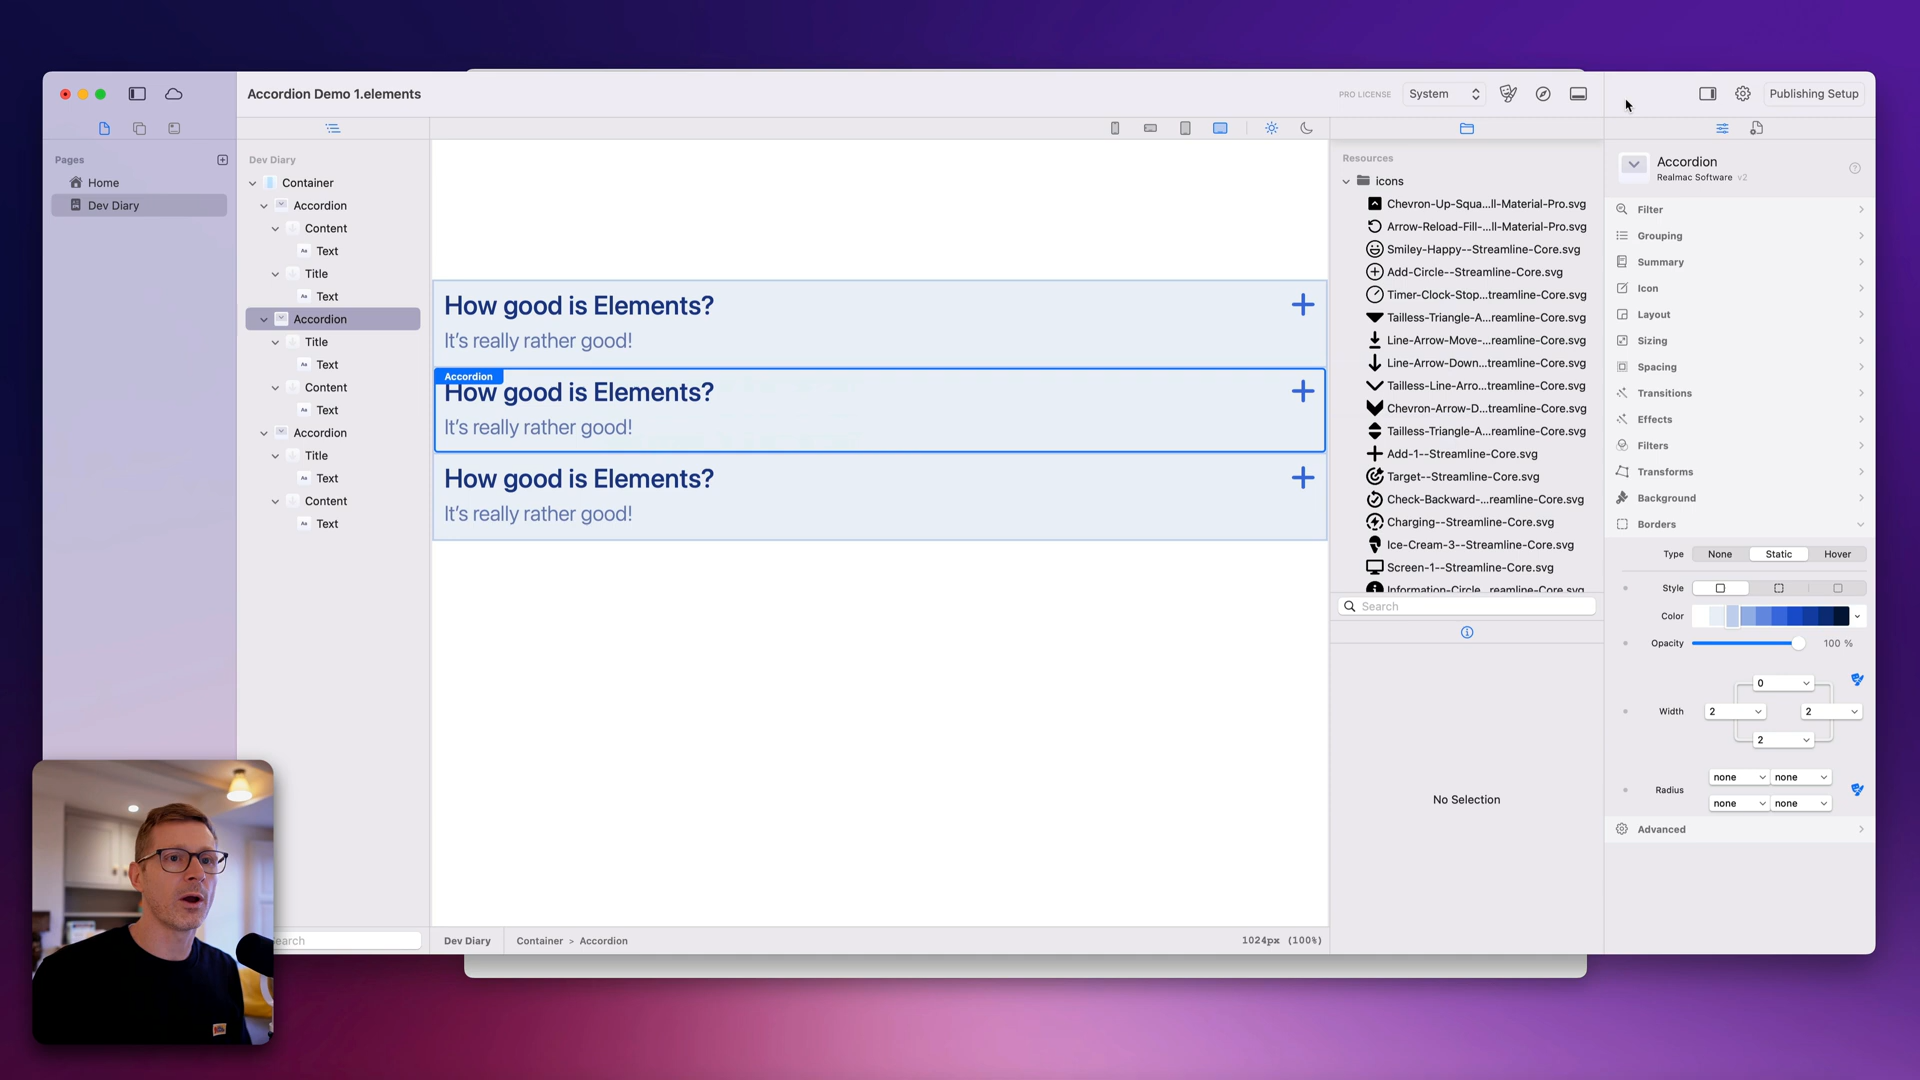 Accordion Demo 1.elements
PRO LICENSE
System
Publishing Setup
Pages
Home
Dev Diary
Dev Diary
Container
Accordion
Content
Text
Title
Text
Accordion
Title
Text
Content
Text
Accordion
Title
Text
Content
Text
How good is Elements?
It's really rather good!
Accordion
How good is Elements?
It's really rather good!
How good is Elements?
It's really rather good!
Dev Diary
Container > Accordion
1024px (100%)
Resources
icons
Chevron-Up-Squa...ll-Material-Pro.svg
Arrow-Reload-Fill-...ll-Material-Pro.svg
Smiley-Happy--Streamline-Core.svg
Add-Circle--Streamline-Core.svg
Timer-Clock-Stop...treamline-Core.svg
Tailless-Triangle-A...reamline-Core.svg
Line-Arrow-Move-...reamline-Core.svg
Line-Arrow-Down...treamline-Core.svg
Tailless-Line-Arro...treamline-Core.svg
Chevron-Arrow-D...treamline-Core.svg
Tailless-Triangle-A...reamline-Core.svg
Add-1--Streamline-Core.svg
Target--Streamline-Core.svg
Check-Backward-...reamline-Core.svg
Charging--Streamline-Core.svg
Ice-Cream-3--Streamline-Core.svg
Screen-1--Streamline-Core.svg
Information-Circle...reamline-Core.svg
Search
No Selection
Accordion
Realmac Software v2
Filter
Grouping
Summary
Icon
Layout
Sizing
Spacing
Transitions
Effects
Filters
Transforms
Background
Borders
Type None Static Hover
Style
Color
Opacity 100 %
0
Width 2 2
2
none none
Radius
none none
Advanced
earch